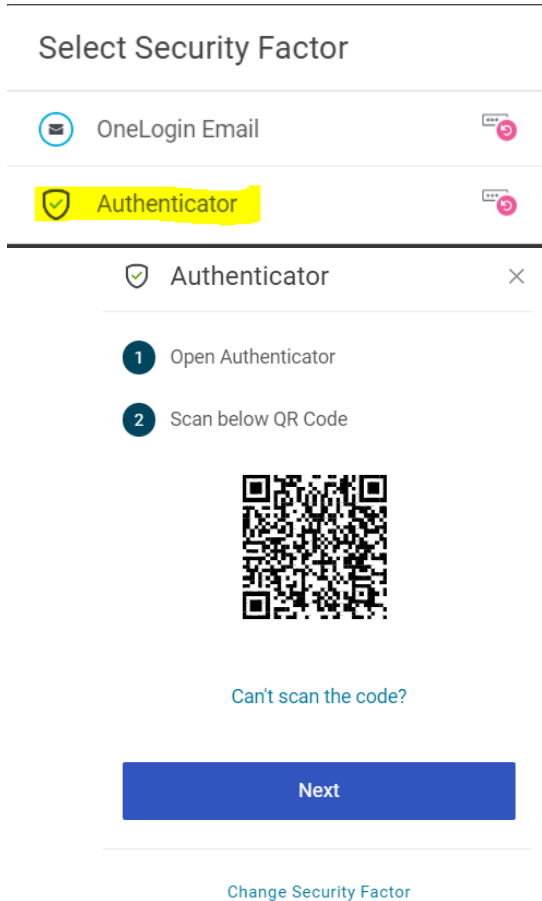 Select Security Factor
OneLogin Email
Authenticator
Authenticator
1 Open Authenticator
2 Scan below QR Code
Can't scan the code?
Next
Change Security Factor